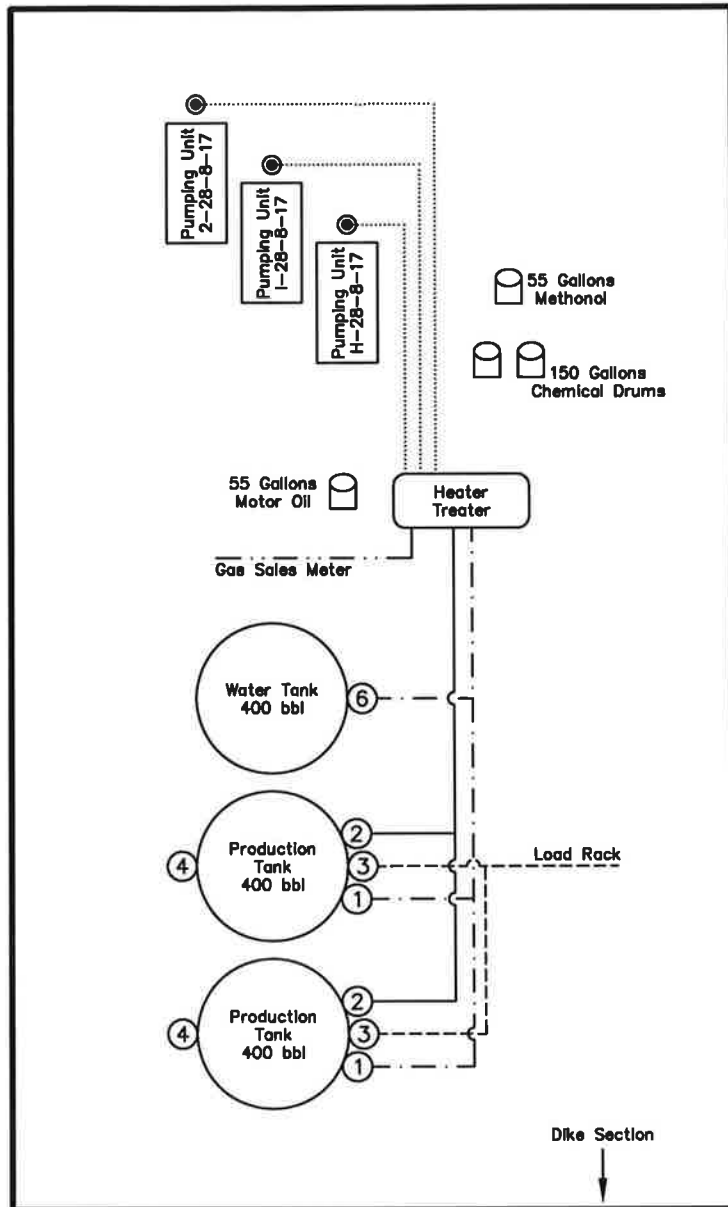 Pumping Unit
2-28-8-17
Pumping Unit
I-28-8-17
Pumping Unit
H-28-8-17
55 Gallons
Methonol
150 Gallons
Chemical Drums
55 Gallons
Motor Oil
Heater
Treater
Gas Sales Meter
Water Tank
400 bbl
6
Production
Tank
400 bbl
4
2
3
1
Load Rack
Production
Tank
400 bbl
4
2
3
1
Dike Section